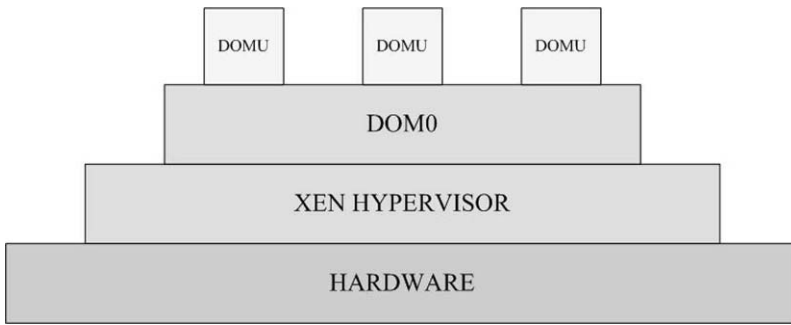 DOMU DOMU DOMU
DOM0
XEN HYPERVISOR
HARDWARE